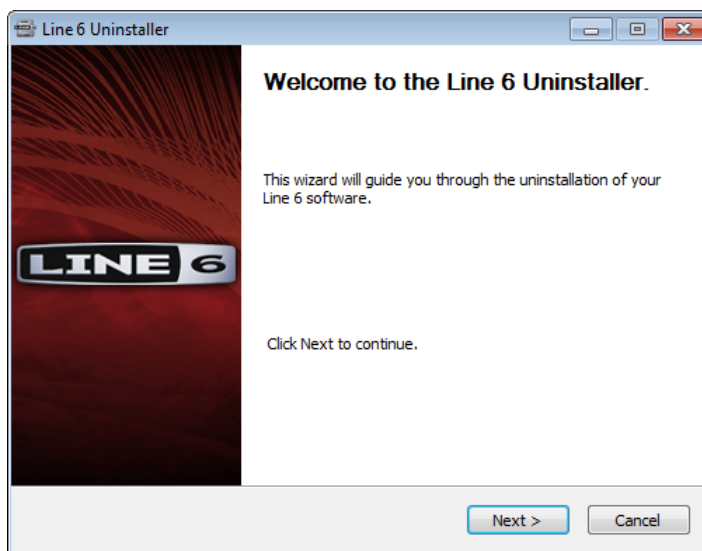 Line 6 Uninstaller
Welcome to the Line 6 Uninstaller.
This wizard will guide you through the uninstallation of your
Line 6 software.
LINE 6
Click Next to continue.
Next >
Cancel